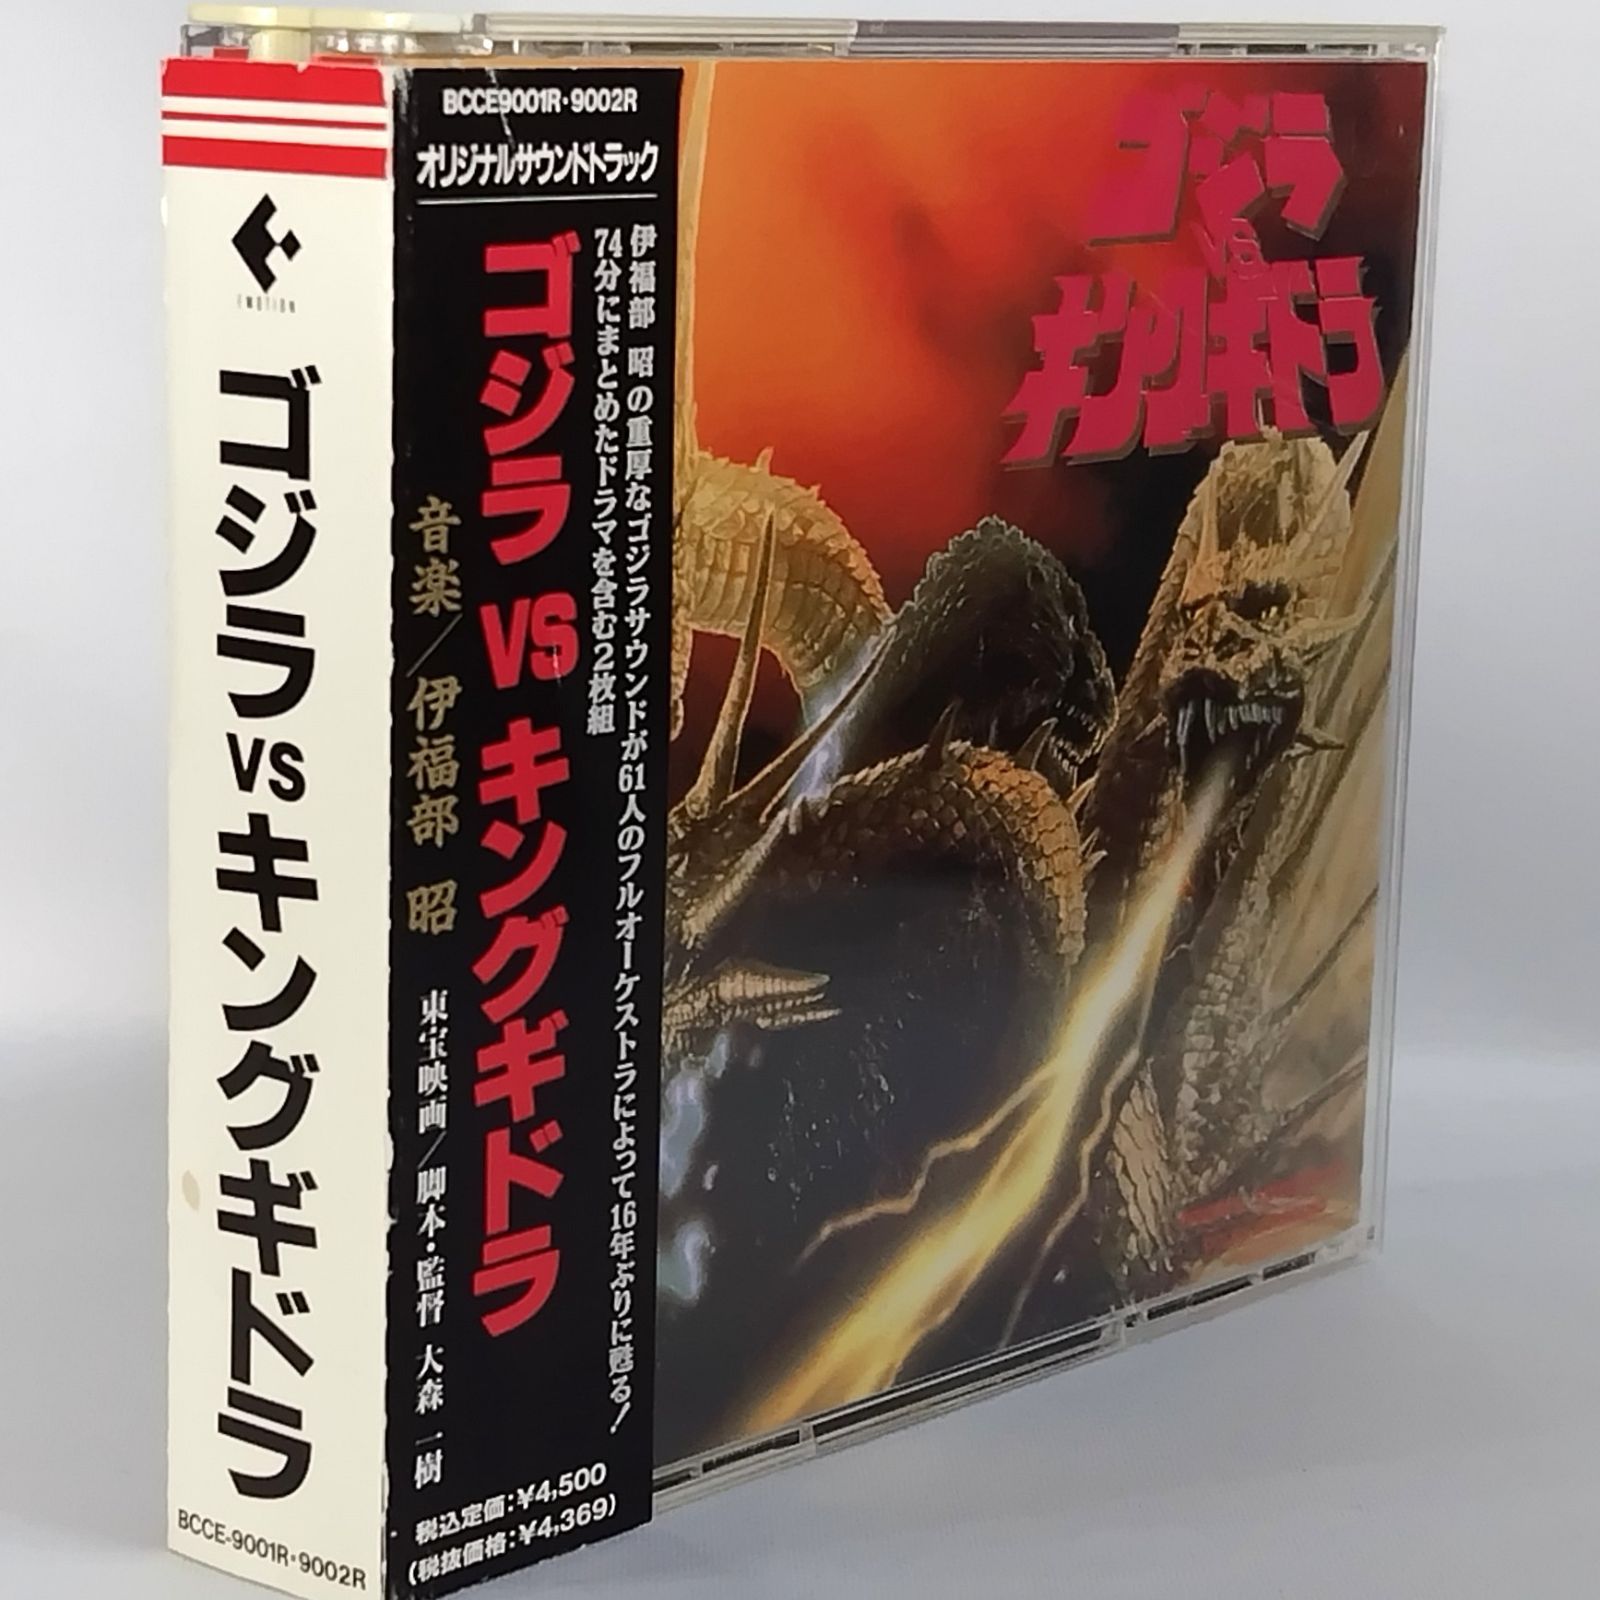 EMOTION
ゴジラVSキングギドラ
BCCE-9001R・9002R
BCCE9001R・9002R
オリジナルサウンドトラック
伊福部 昭の重厚なゴジラサウンドが61人のフルオーケストラによって16年ぶりに甦る!
74分にまとめたドラマを含む2枚組
ゴジラVSキングギドラ
音楽/伊福部 昭
東宝映画/脚本・監督 大森一樹
税込定価:¥4,500
(税抜価格:¥4,369)
ゴジラ
VS
キングギドラ